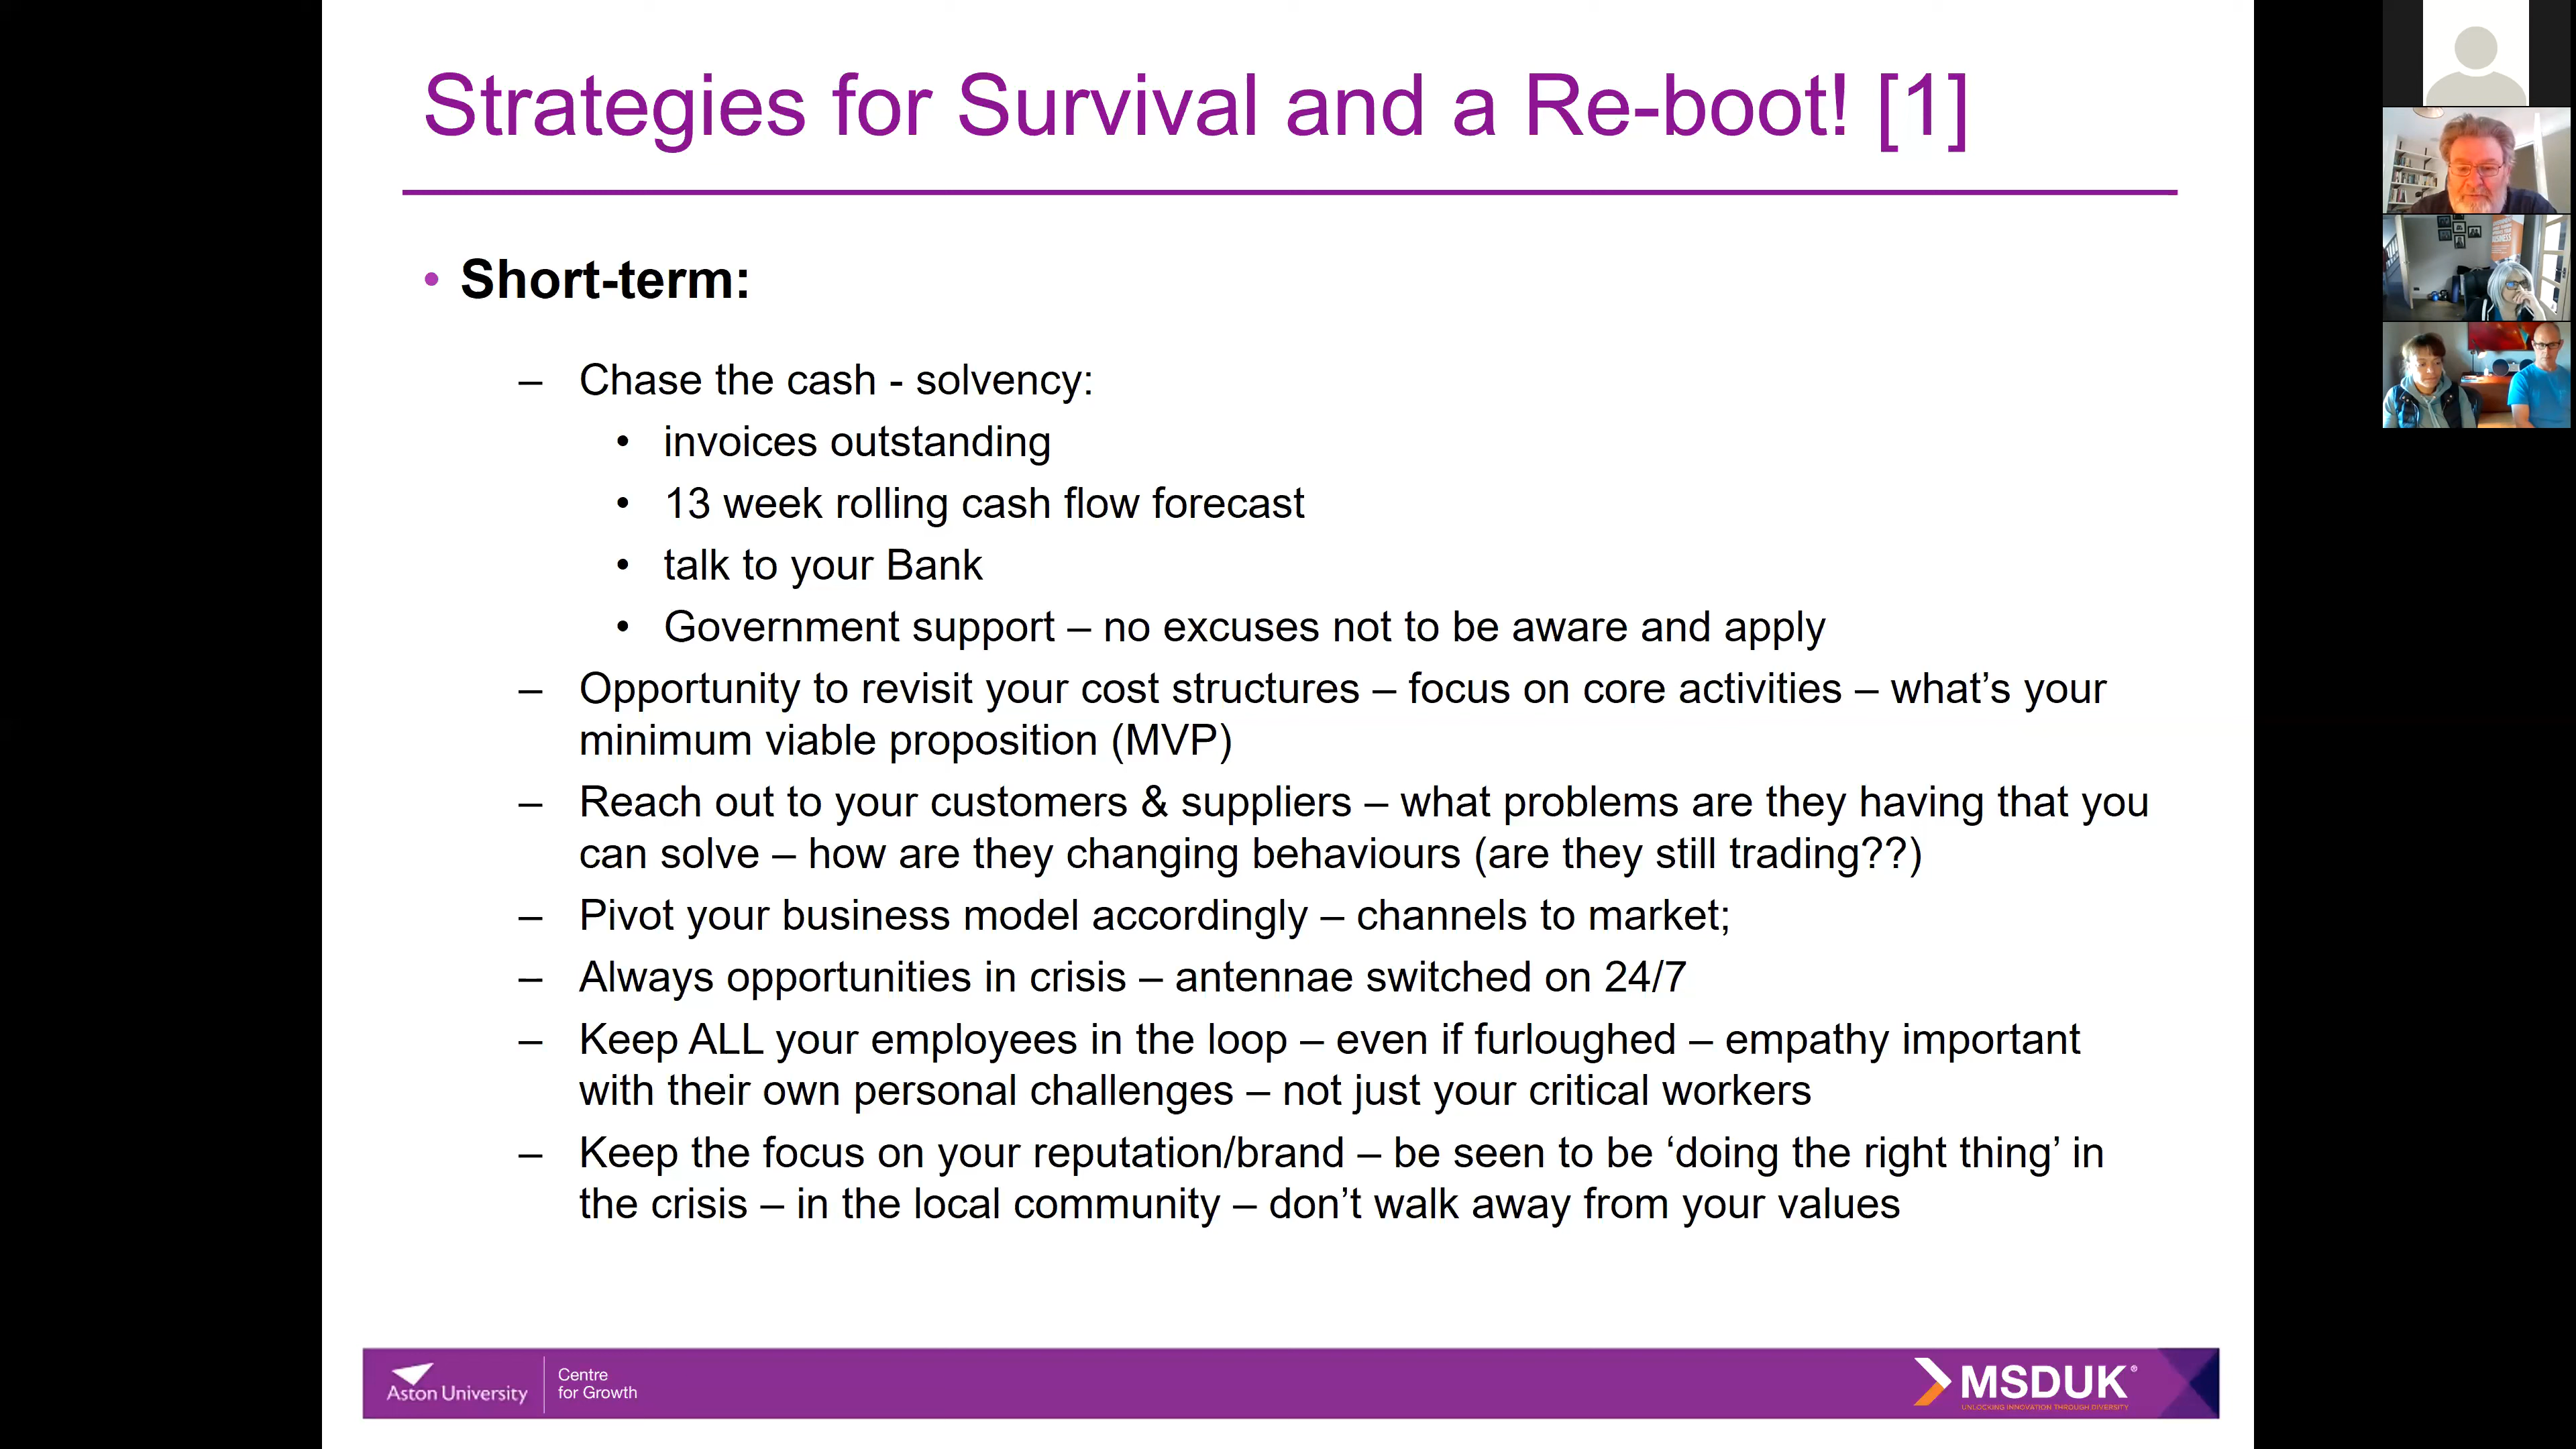 Strategies for Survival and a Re-boot! [1]
• Short-term:
– Chase the cash - solvency:
• invoices outstanding
• 13 week rolling cash flow forecast
• talk to your Bank
• Government support – no excuses not to be aware and apply
– Opportunity to revisit your cost structures – focus on core activities – what’s your
minimum viable proposition (MVP)
– Reach out to your customers & suppliers – what problems are they having that you
can solve – how are they changing behaviours (are they still trading??)
– Pivot your business model accordingly – channels to market;
– Always opportunities in crisis – antennae switched on 24/7
– Keep ALL your employees in the loop – even if furloughed – empathy important
with their own personal challenges – not just your critical workers
– Keep the focus on your reputation/brand – be seen to be ‘doing the right thing’ in
the crisis – in the local community – don’t walk away from your values
Aston University
Centre
for Growth
MSDUK®
UNLOCKING INNOVATION THROUGH DIVERSITY
BUSINESS